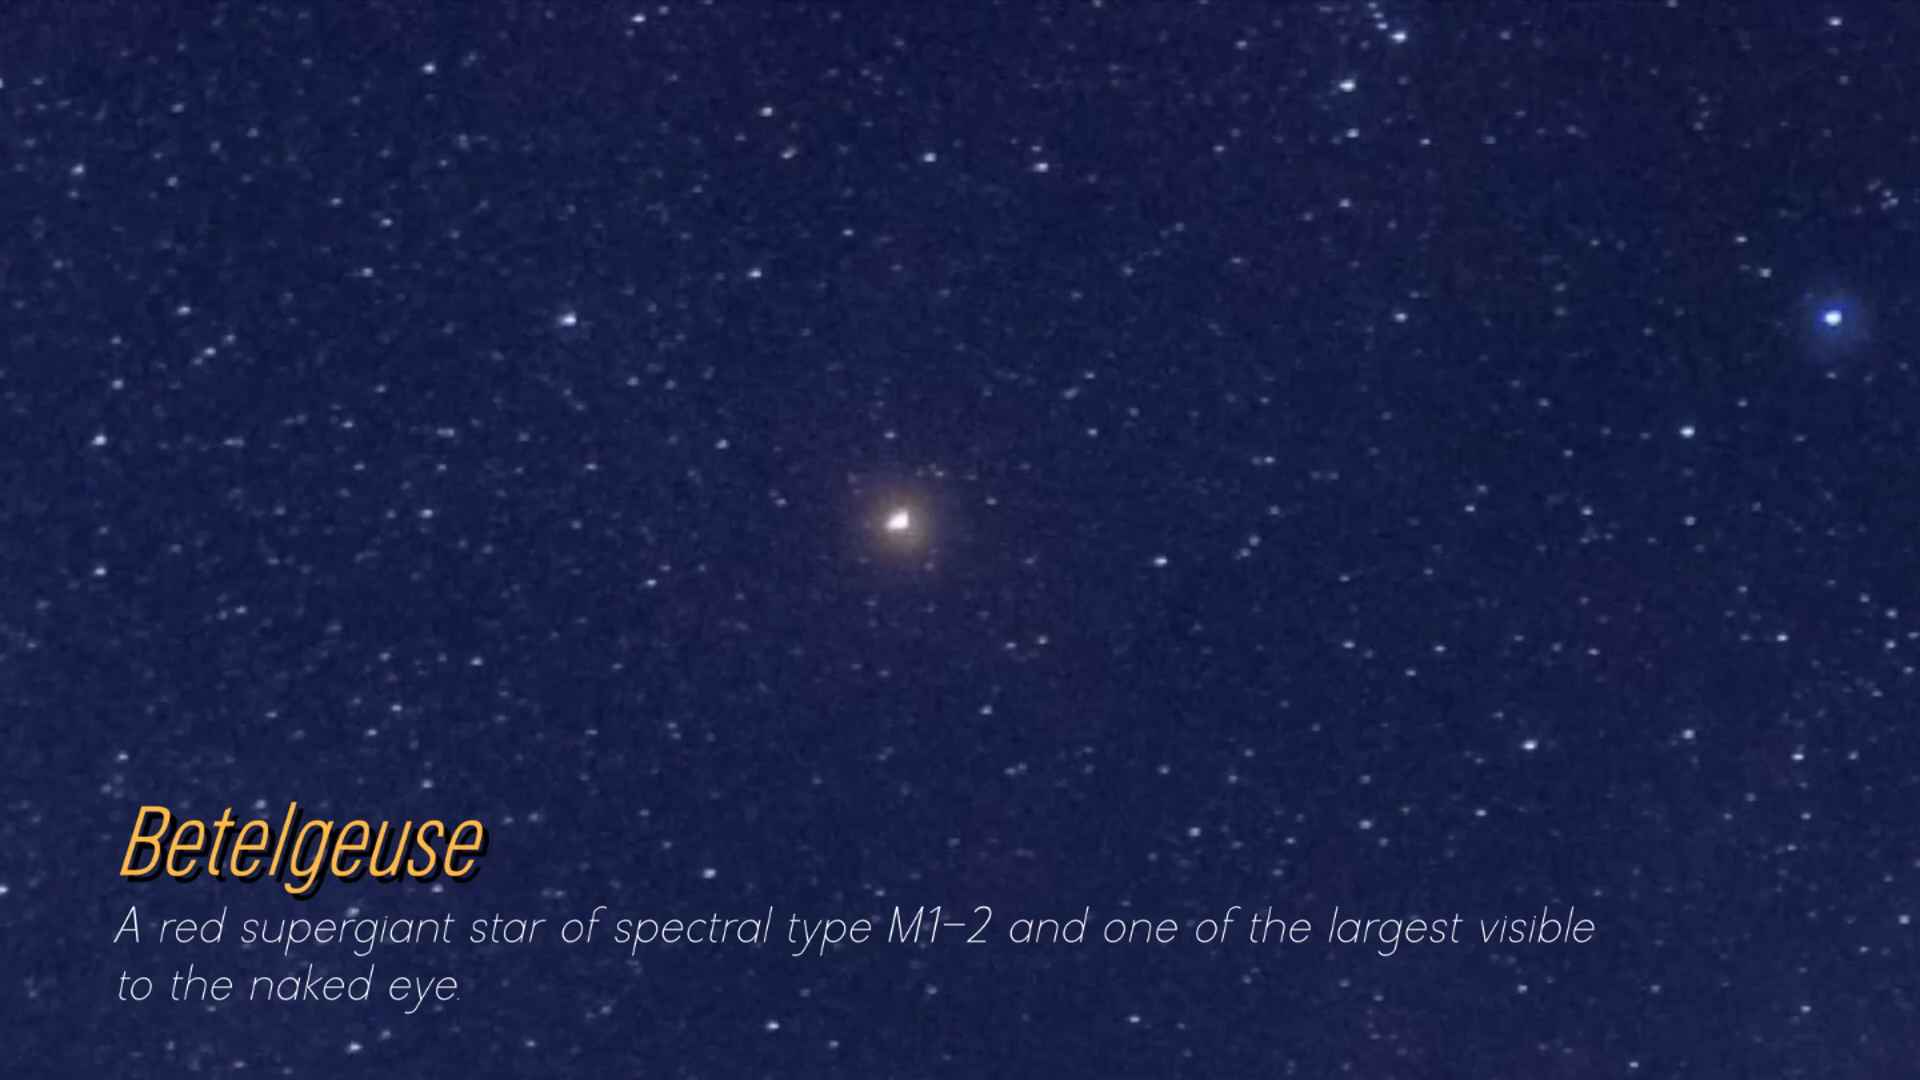 Betelgeuse
A red supergiant star of spectral type M1-2 and one of the largest visible
to the naked eye.